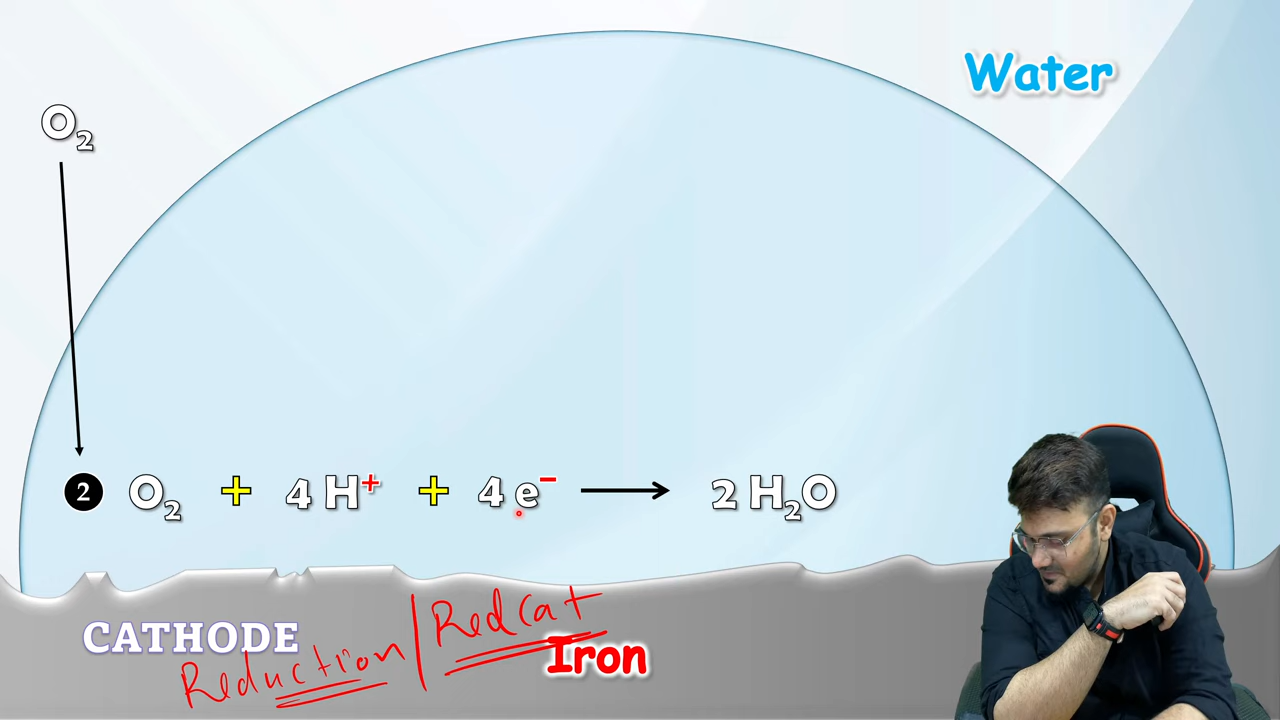 Water
O₂
2 O₂ + 4 H⁺ + 4 e⁻ → 2 H₂O
CATHODE
Reduction / Redcat
Iron